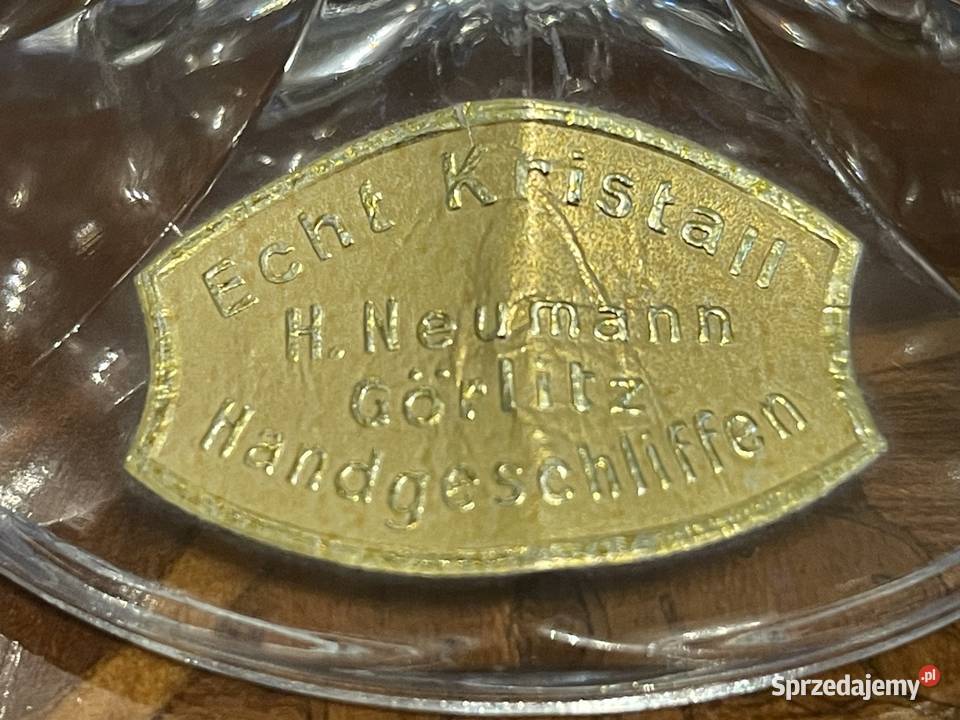 Echt Kristall
H. Neumann
Görlitz
Handgeschliffen
Sprzedajemy.pl